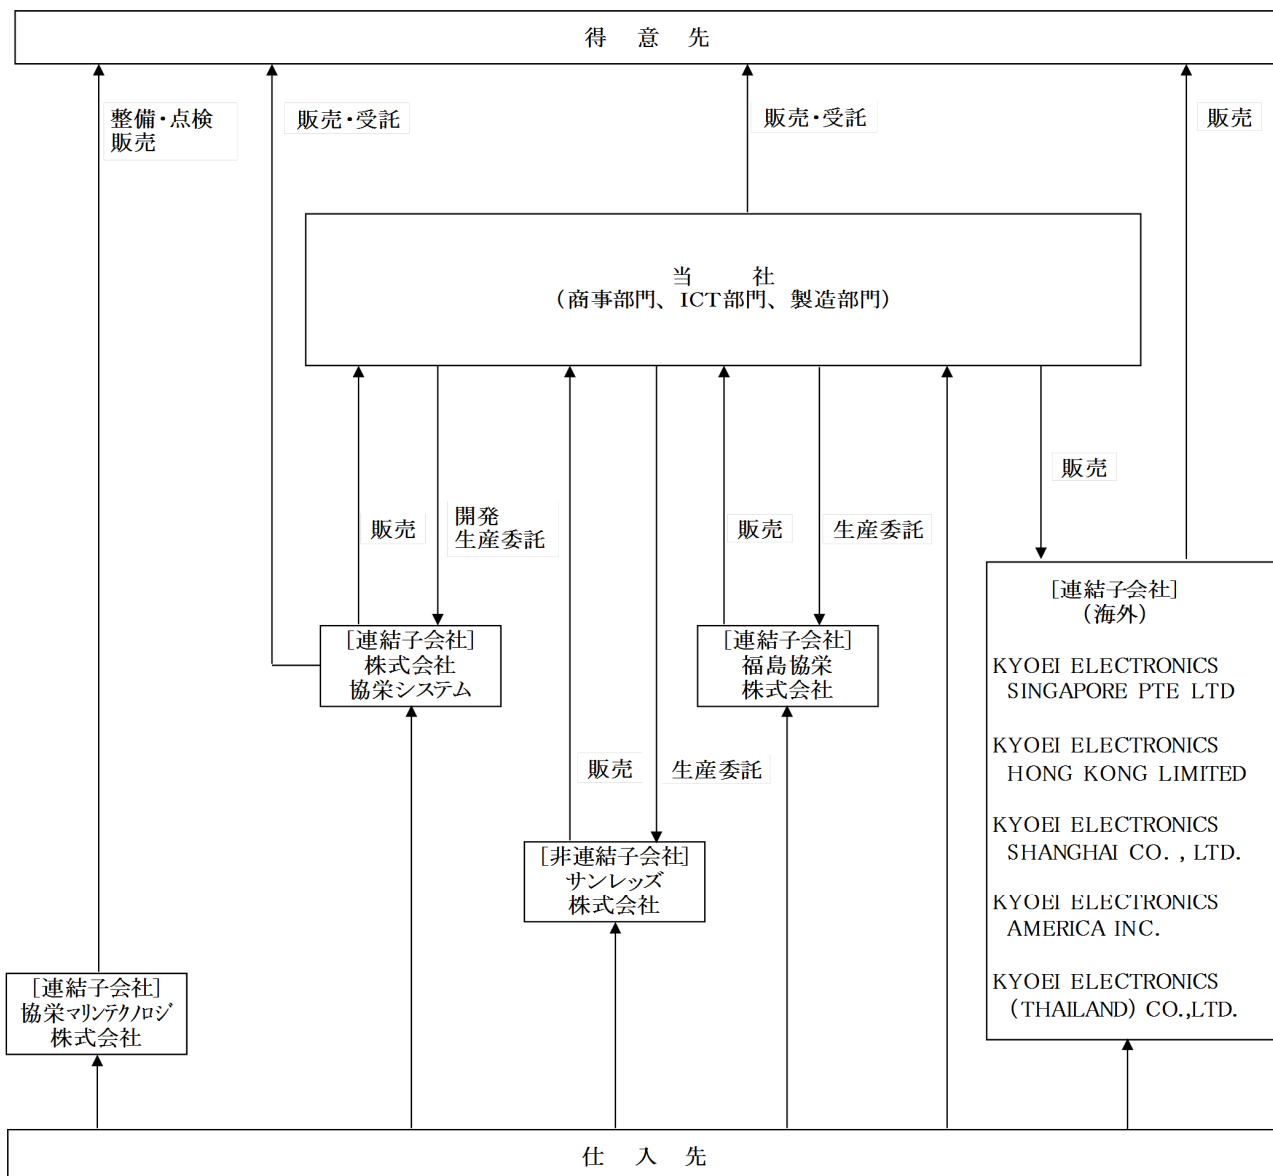 得 意 先
整備・点検
販売
販売・受託
販売・受託
販売
当 社
（商事部門、ICT部門、製造部門）
販売
開発
生産委託
販売
生産委託
販売
[連結子会社]
株式会社
協栄システム
[連結子会社]
福島協栄
株式会社
[連結子会社]
（海外）
KYOEI ELECTRONICS
SINGAPORE PTE LTD
KYOEI ELECTRONICS
HONG KONG LIMITED
KYOEI ELECTRONICS
SHANGHAI CO. , LTD.
KYOEI ELECTRONICS
AMERICA INC.
KYOEI ELECTRONICS
(THAILAND) CO.,LTD.
販売
生産委託
[非連結子会社]
サンレッズ
株式会社
[連結子会社]
協栄マリンテクノロジ
株式会社
仕 入 先